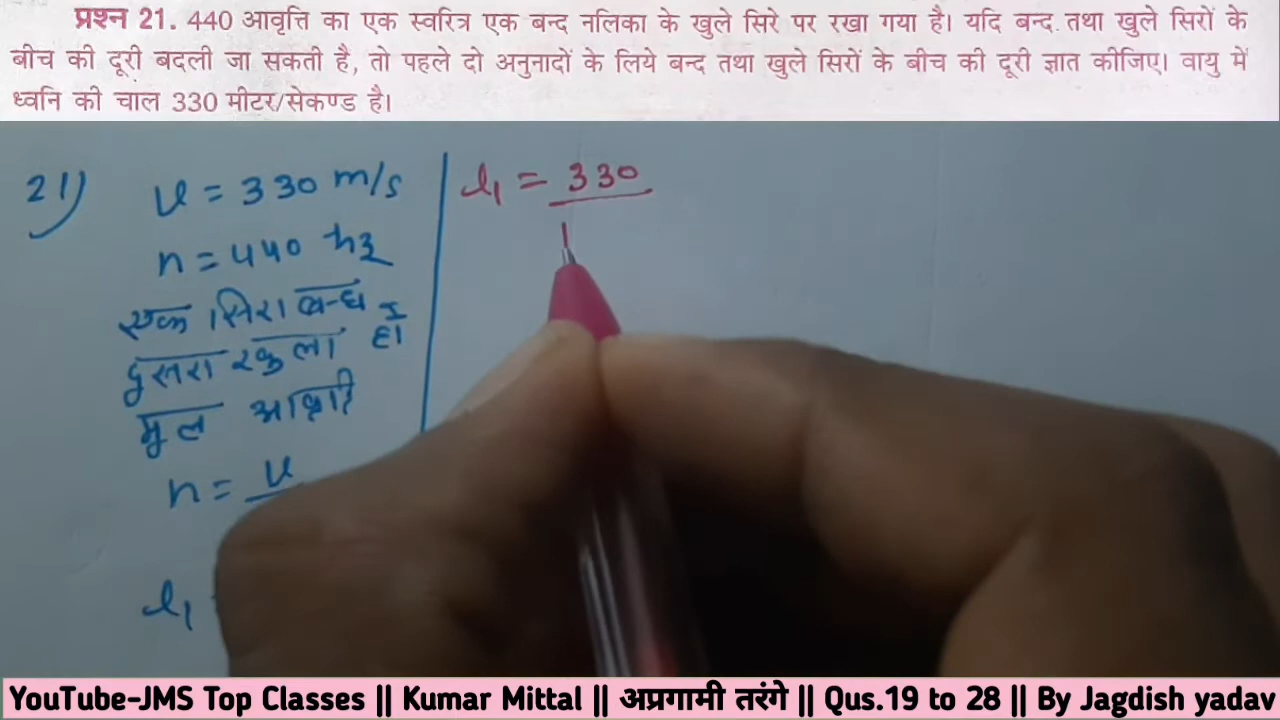 प्रश्न 21. 440 आवृत्ति का एक स्वरित्र एक बन्द नलिका के खुले सिरे पर रखा गया है। यदि बन्द तथा खुले सिरों के
बीच की दूरी बदली जा सकती है, तो पहले दो अनुनादों के लिये बन्द तथा खुले सिरों के बीच की दूरी ज्ञात कीजिए। वायु में
ध्वनि की चाल 330 मीटर/सेकण्ड है।
21)
v = 330 m/s
n = 440 hz
एक सिरा बन्ध
दुसरा खुला हो
मुल आवृति
n = v
l₁
l₁ = 330
YouTube-JMS Top Classes || Kumar Mittal || अप्रगामी तरंगे || Qus.19 to 28 || By Jagdish yadav